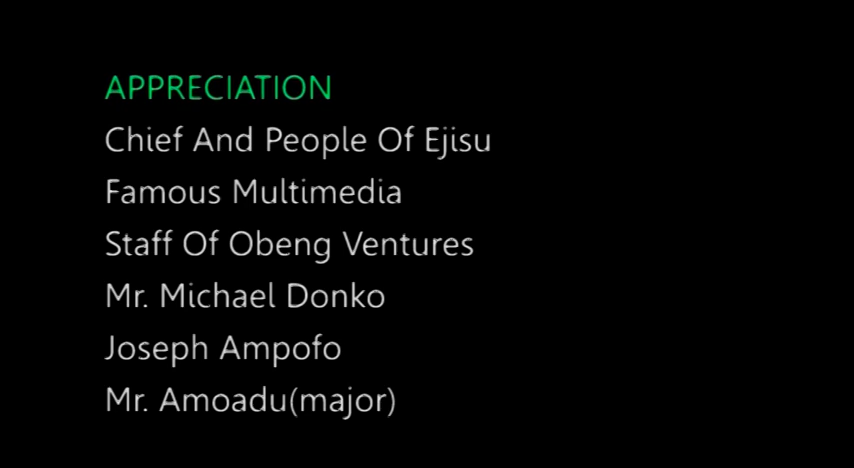 APPRECIATION
Chief And People Of Ejisu
Famous Multimedia
Staff Of Obeng Ventures
Mr. Michael Donko
Joseph Ampofo
Mr. Amoadu(major)